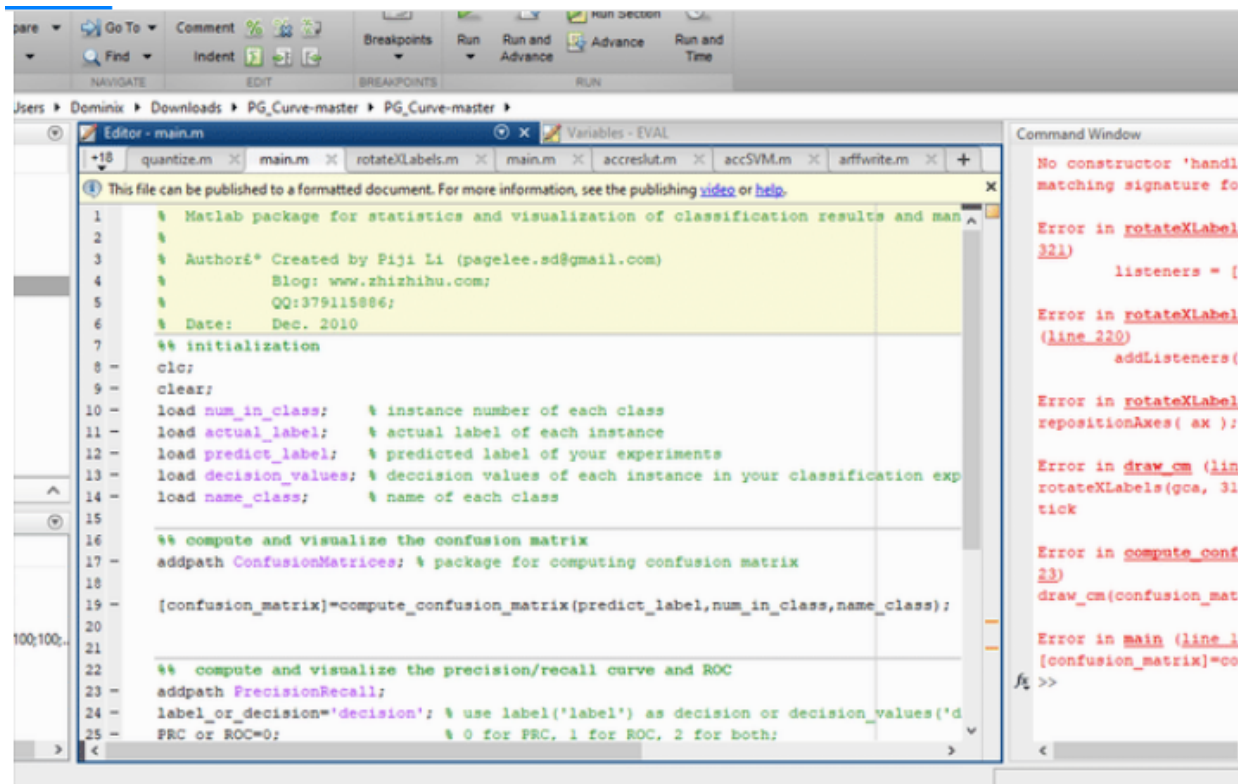 pare Go To Comment
Breakpoints Run Run and Advance Run Section Advance Run and Time
Find Indent
NAVIGATE EDIT BREAKPOINTS RUN
Users Dominix Downloads PG_Curve-master PG_Curve-master
Editor - main.m Variables - EVAL
+18 quantize.m main.m rotateXLabels.m main.m accreslut.m accSVM.m arffwrite.m +
This file can be published to a formatted document. For more information, see the publishing video or help.
1 % Matlab package for statistics and visualization of classification results and man
2 %
3 % Author£º Created by Piji Li (pagelee.sd@gmail.com)
4 % Blog: www.zhizhihu.com;
5 % QQ:379115886;
6 % Date: Dec. 2010
7 %% initialization
8 clc;
9 clear;
10 load num_in_class; % instance number of each class
11 load actual_label; % actual label of each instance
12 load predict_label; % predicted label of your experiments
13 load decision_values; % deccision values of each instance in your classification exp
14 load name_class; % name of each class
15
16 %% compute and visualize the confusion matrix
17 addpath ConfusionMatrices; % package for computing confusion matrix
18
19 [confusion_matrix]=compute_confusion_matrix(predict_label,num_in_class,name_class);
20
21
22 %% compute and visualize the precision/recall curve and ROC
23 addpath PrecisionRecall;
24 label_or_decision='decision'; % use label('label') as decision or decision_values('d
25 PRC or ROC=0; % 0 for PRC, 1 for ROC, 2 for both;
100;100;..
Command Window
No constructor 'handl
matching signature fo
Error in rotateXLabel
321)
listeners = [
Error in rotateXLabel
(line 220)
addListeners(
Error in rotateXLabel
repositionAxes( ax );
Error in draw_cm (lin
rotateXLabels(gca, 31
tick
Error in compute_conf
23)
draw_cm(confusion_mat
Error in main (line 1
[confusion_matrix]=co
fx >>